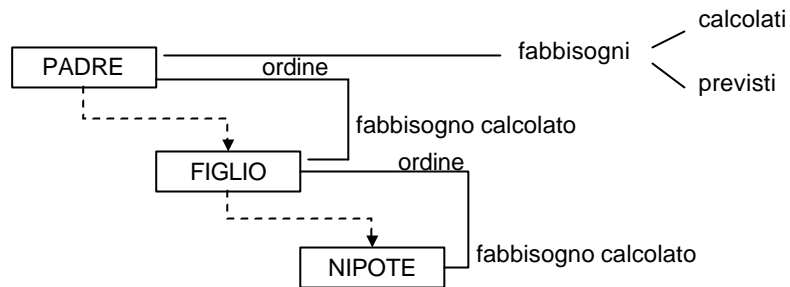 calcolati
fabbisogni
PADRE
ordine
previsti
fabbisogno calcolato
FIGLIO
ordine
fabbisogno calcolato
NIPOTE